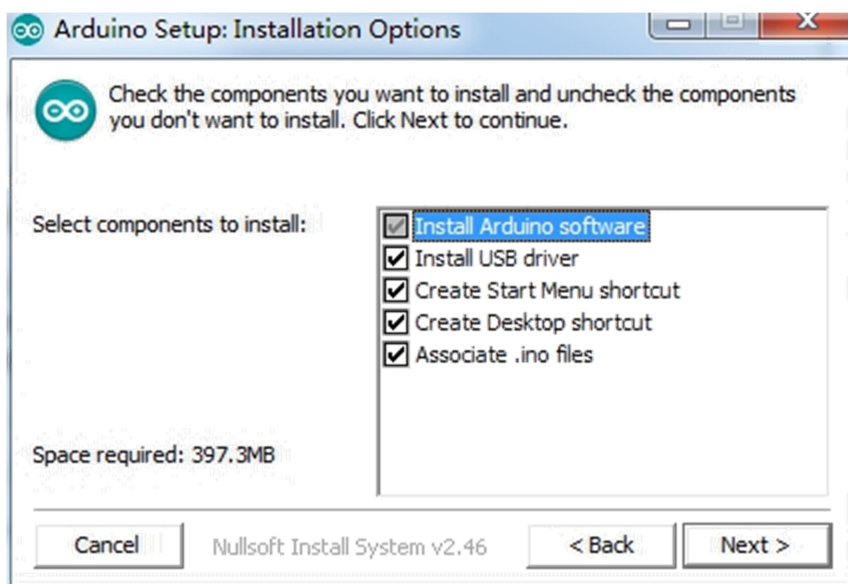 Arduino Setup: Installation Options
Check the components you want to install and uncheck the components
you don't want to install. Click Next to continue.
Select components to install:
Install Arduino software
Install USB driver
Create Start Menu shortcut
Create Desktop shortcut
Associate .ino files
Space required: 397.3MB
Cancel
Nullsoft Install System v2.46
< Back
Next >